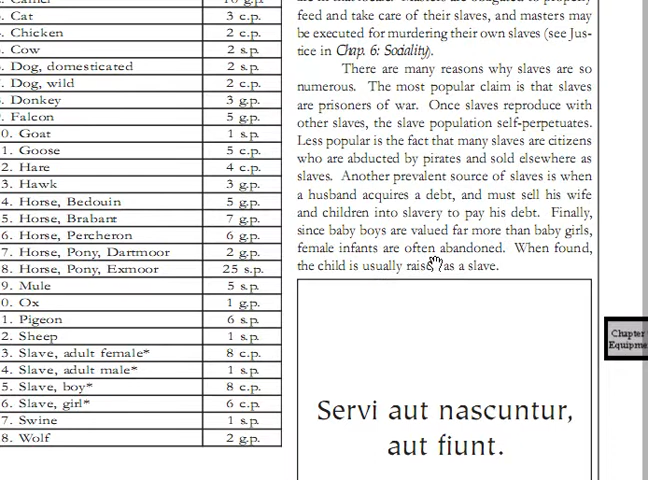 10 g.p.
. Cat 3 c.p.
. Chicken 2 c.p.
. Cow 2 s.p.
. Dog, domesticated 2 s.p.
. Dog, wild 2 c.p.
. Donkey 3 g.p.
. Falcon 5 g.p.
0. Goat 1 s.p.
1. Goose 5 c.p.
2. Hare 4 c.p.
3. Hawk 3 g.p.
4. Horse, Bedouin 5 g.p.
5. Horse, Brabant 7 g.p.
6. Horse, Percheron 6 g.p.
7. Horse, Pony, Dartmoor 2 g.p.
8. Horse, Pony, Exmoor 25 s.p.
9. Mule 5 s.p.
0. Ox 1 g.p.
1. Pigeon 6 s.p.
2. Sheep 1 s.p.
3. Slave, adult female* 8 c.p.
4. Slave, adult male* 1 s.p.
5. Slave, boy* 8 c.p.
6. Slave, girl* 6 c.p.
7. Swine 1 s.p.
8. Wolf 2 g.p.
feed and take care of their slaves, and masters may
be executed for murdering their own slaves (see Jus-
tice in Chap. 6: Sociality).
There are many reasons why slaves are so
numerous. The most popular claim is that slaves
are prisoners of war. Once slaves reproduce with
other slaves, the slave population self-perpetuates.
Less popular is the fact that many slaves are citizens
who are abducted by pirates and sold elsewhere as
slaves. Another prevalent source of slaves is when
a husband acquires a debt, and must sell his wife
and children into slavery to pay his debt. Finally,
since baby boys are valued far more than baby girls,
female infants are often abandoned. When found,
the child is usually raise as a slave.
Servi aut nascuntur,
aut fiunt.
Chapter
Equipme